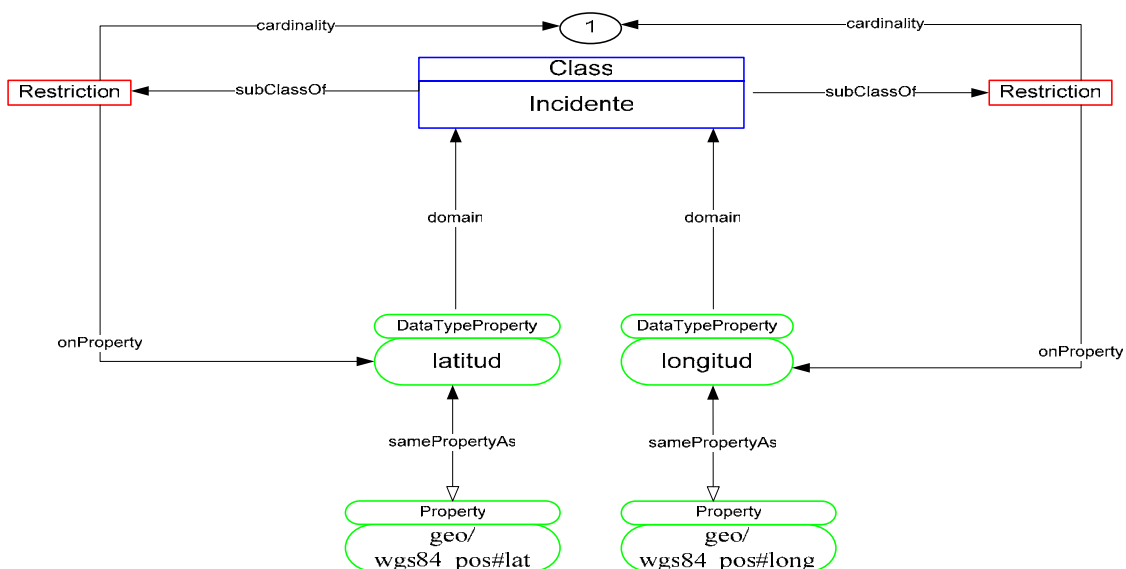 cardinality
1
cardinality
Class
Restriction
subClassOf
Incidente
subClassOf
Restriction
domain
domain
DataTypeProperty
DataTypeProperty
onProperty
latitud
longitud
onProperty
samePropertyAs
samePropertyAs
Property
Property
geo/
wgs84_pos#lat
geo/
wgs84_pos#long